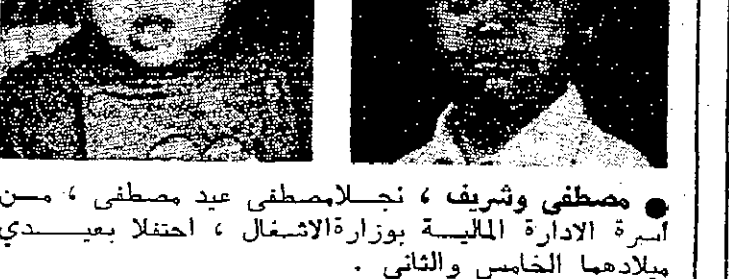 ● مصطفى وشريف ، نجلا مصطفى عيد مصطفى ، من
أسرة الادارة المالية بوزارة الاشغال ، احتفلا بعيدي
ميلادهما الخامس والثاني .